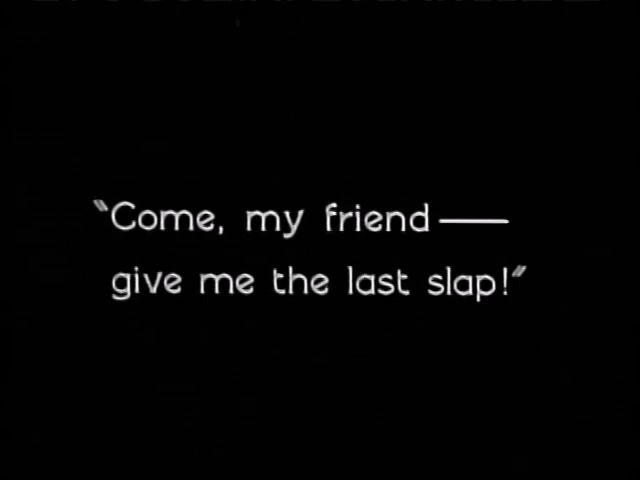 "Come, my friend—
give me the last slap!"